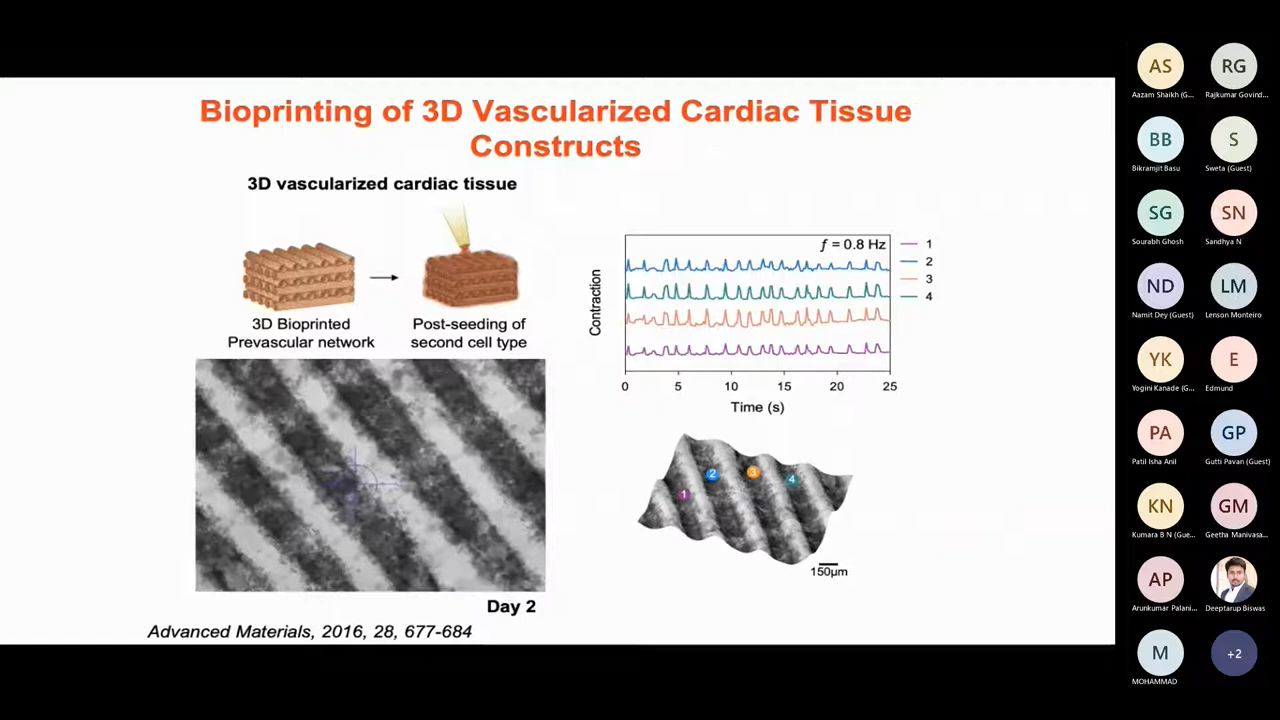 Bioprinting of 3D Vascularized Cardiac Tissue
Constructs
3D vascularized cardiac tissue
3D Bioprinted
Prevascular network
Post-seeding of
second cell type
Day 2
Advanced Materials, 2016, 28, 677-684
Contraction
f = 0.8 Hz
1
2
3
4
0 5 10 15 20 25
Time (s)
1
2
3
4
150μm
AS
Aazam Shaikh (G...
RG
Rajkumar Govind...
BB
Bikramjit Basu
S
Sweta (Guest)
SG
Sourabh Ghosh
SN
Sandhya N
ND
Namit Dey (Guest)
LM
Lenson Monteiro
YK
Yogini Kanade (G...
E
Edmund
PA
Patil Isha Anil
GP
Gutti Pavan (Guest)
KN
Kumara B N (Gue...
GM
Geetha Manivasa...
AP
Arunkumar Palani...
Deeptarup Biswas
M
MOHAMMAD
+2